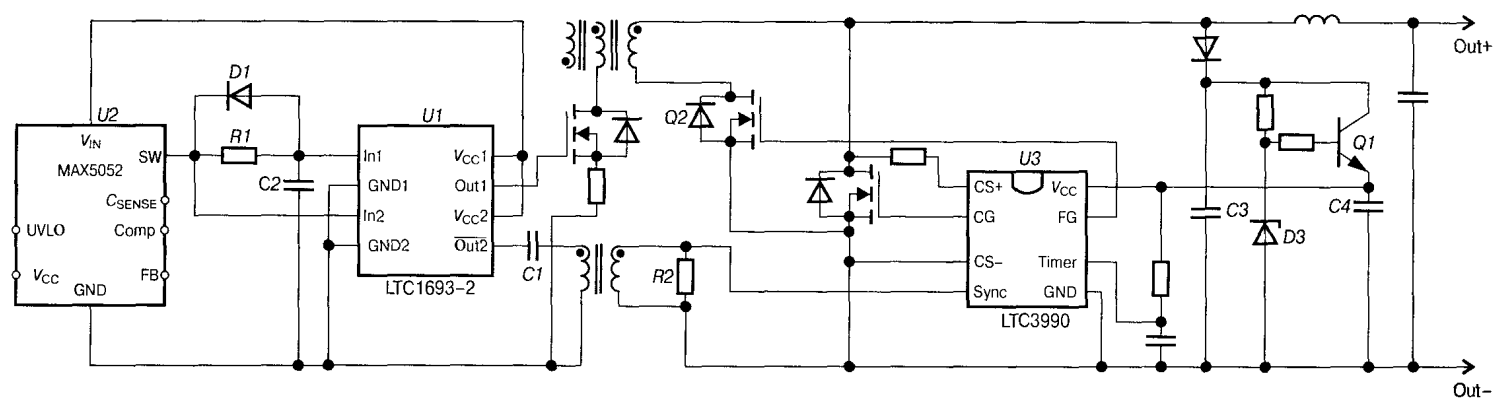 Out+
D1
U2
R1
U1
Q2
VIN
SW
MAX5052
C2
In1
VCC1
Q1
U3
GND1
Out1
CS+
VCC
CSENSE
In2
VCC2
CG
FG
C3
C4
UVLO
Comp
GND2
Out2
D3
C1
R2
CS−
Timer
VCC
FB
GND
Sync
GND
LTC1693-2
LTC3990
Out−